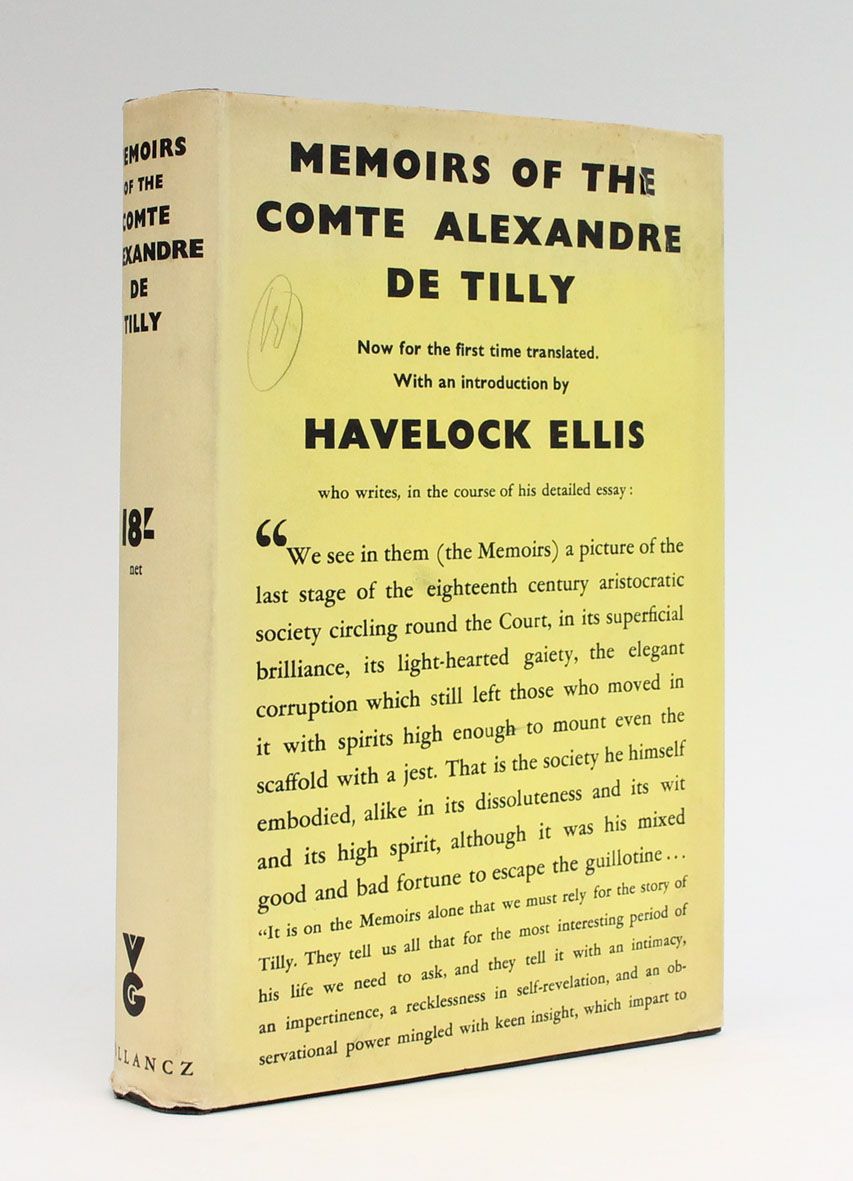 EMOIRS
OF THE
COMTE
EXANDRE
DE
TILLY
18/-
net
VG
LLANCZ
MEMOIRS OF THE
COMTE ALEXANDRE
DE TILLY
Now for the first time translated.
With an introduction by
HAVELOCK ELLIS
who writes, in the course of his detailed essay:
“We see in them (the Memoirs) a picture of the
last stage of the eighteenth century aristocratic
society circling round the Court, in its superficial
brilliance, its light-hearted gaiety, the elegant
corruption which still left those who moved in
it with spirits high enough to mount even the
scaffold with a jest. That is the society he himself
embodied, alike in its dissoluteness and its wit
and its high spirit, although it was his mixed
good and bad fortune to escape the guillotine...
“It is on the Memoirs alone that we must rely for the story of
Tilly. They tell us all that for the most interesting period of
his life we need to ask, and they tell it with an intimacy,
an impertinence, a recklessness in self-revelation, and an ob-
servational power mingled with keen insight, which impart to